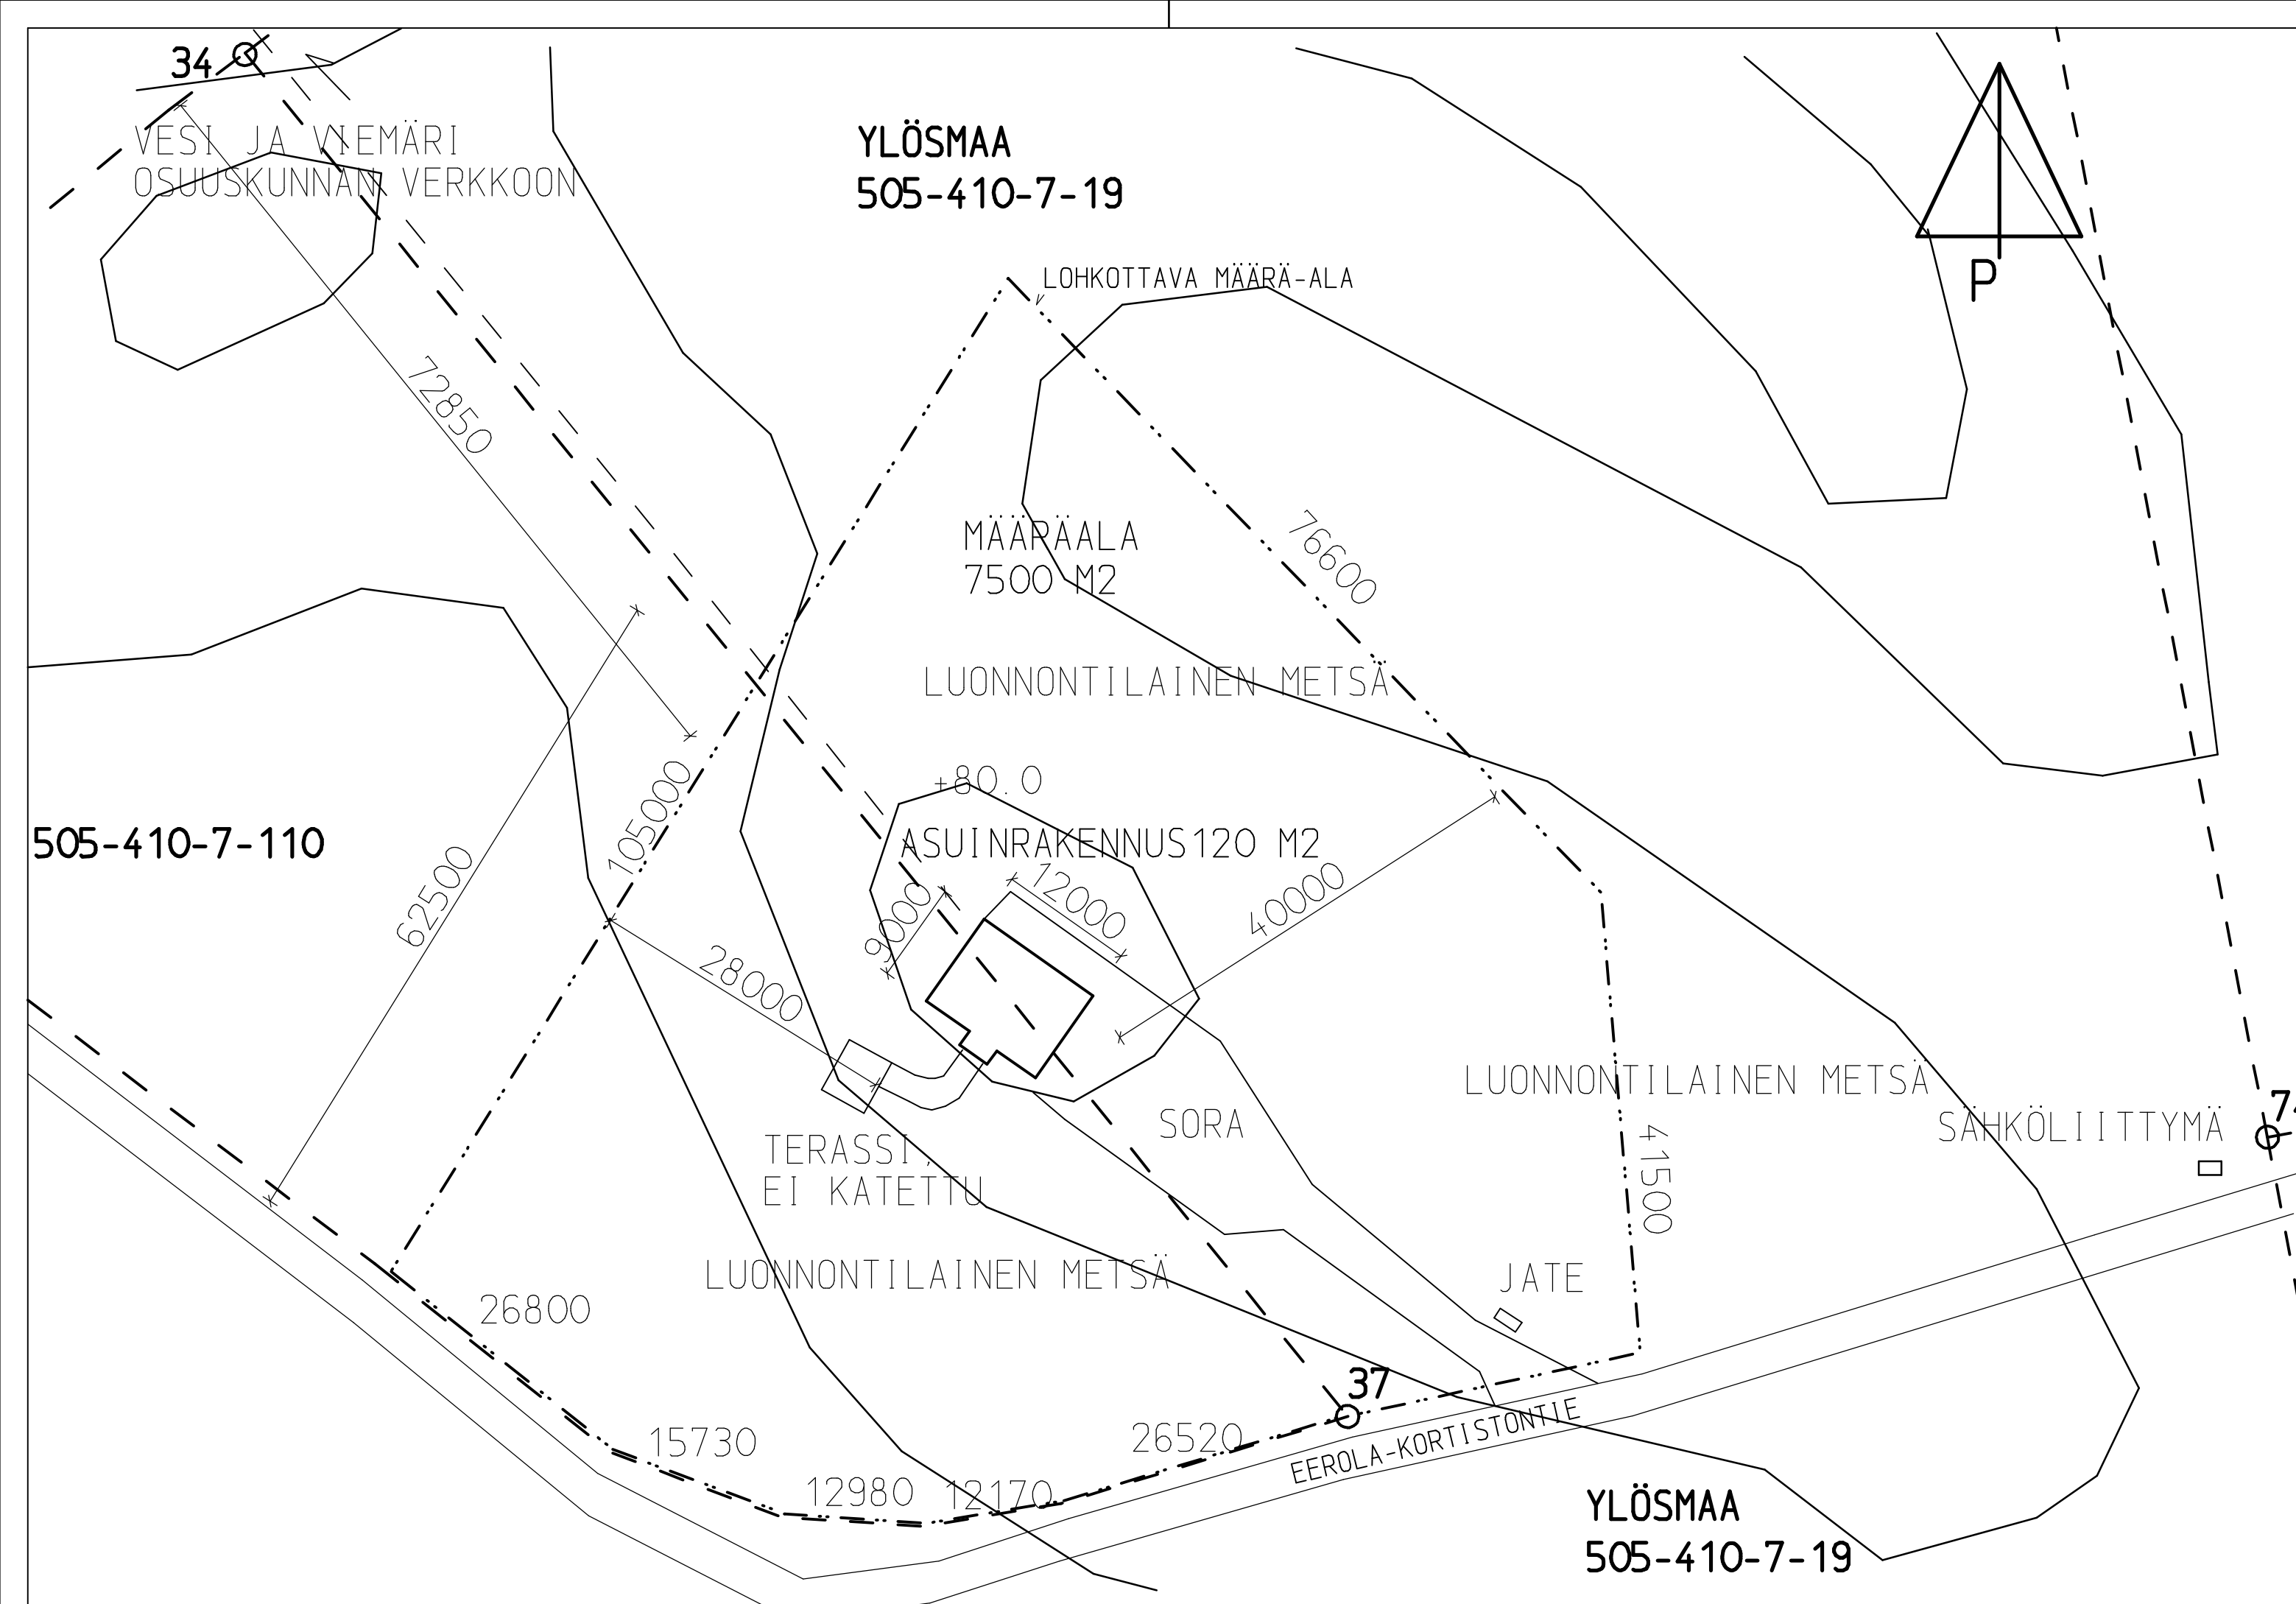 34
VESI JA VIEMÄRI
OSUUSKUNNAN VERKKOON
YLÖSMAA
505-410-7-19
P
LOHKOTTAVA MÄÄRÄ-ALA
72850
76600
MÄÄPÄALA
7500 M2
LUONNONTILAINEN METSÄ
+80.0
105000
505-410-7-110
ASUINRAKENNUS120 M2
62500
9000
12000
40000
28000
LUONNONTILAINEN METSÄ
SÄHKÖLIITTYMÄ
SORA
TERASSI,
EI KATETTU
41500
LUONNONTILAINEN METSÄ
JATE
26800
37
15730
26520
EEROLA-KORTISTONTIE
12980
12170
YLÖSMAA
505-410-7-19